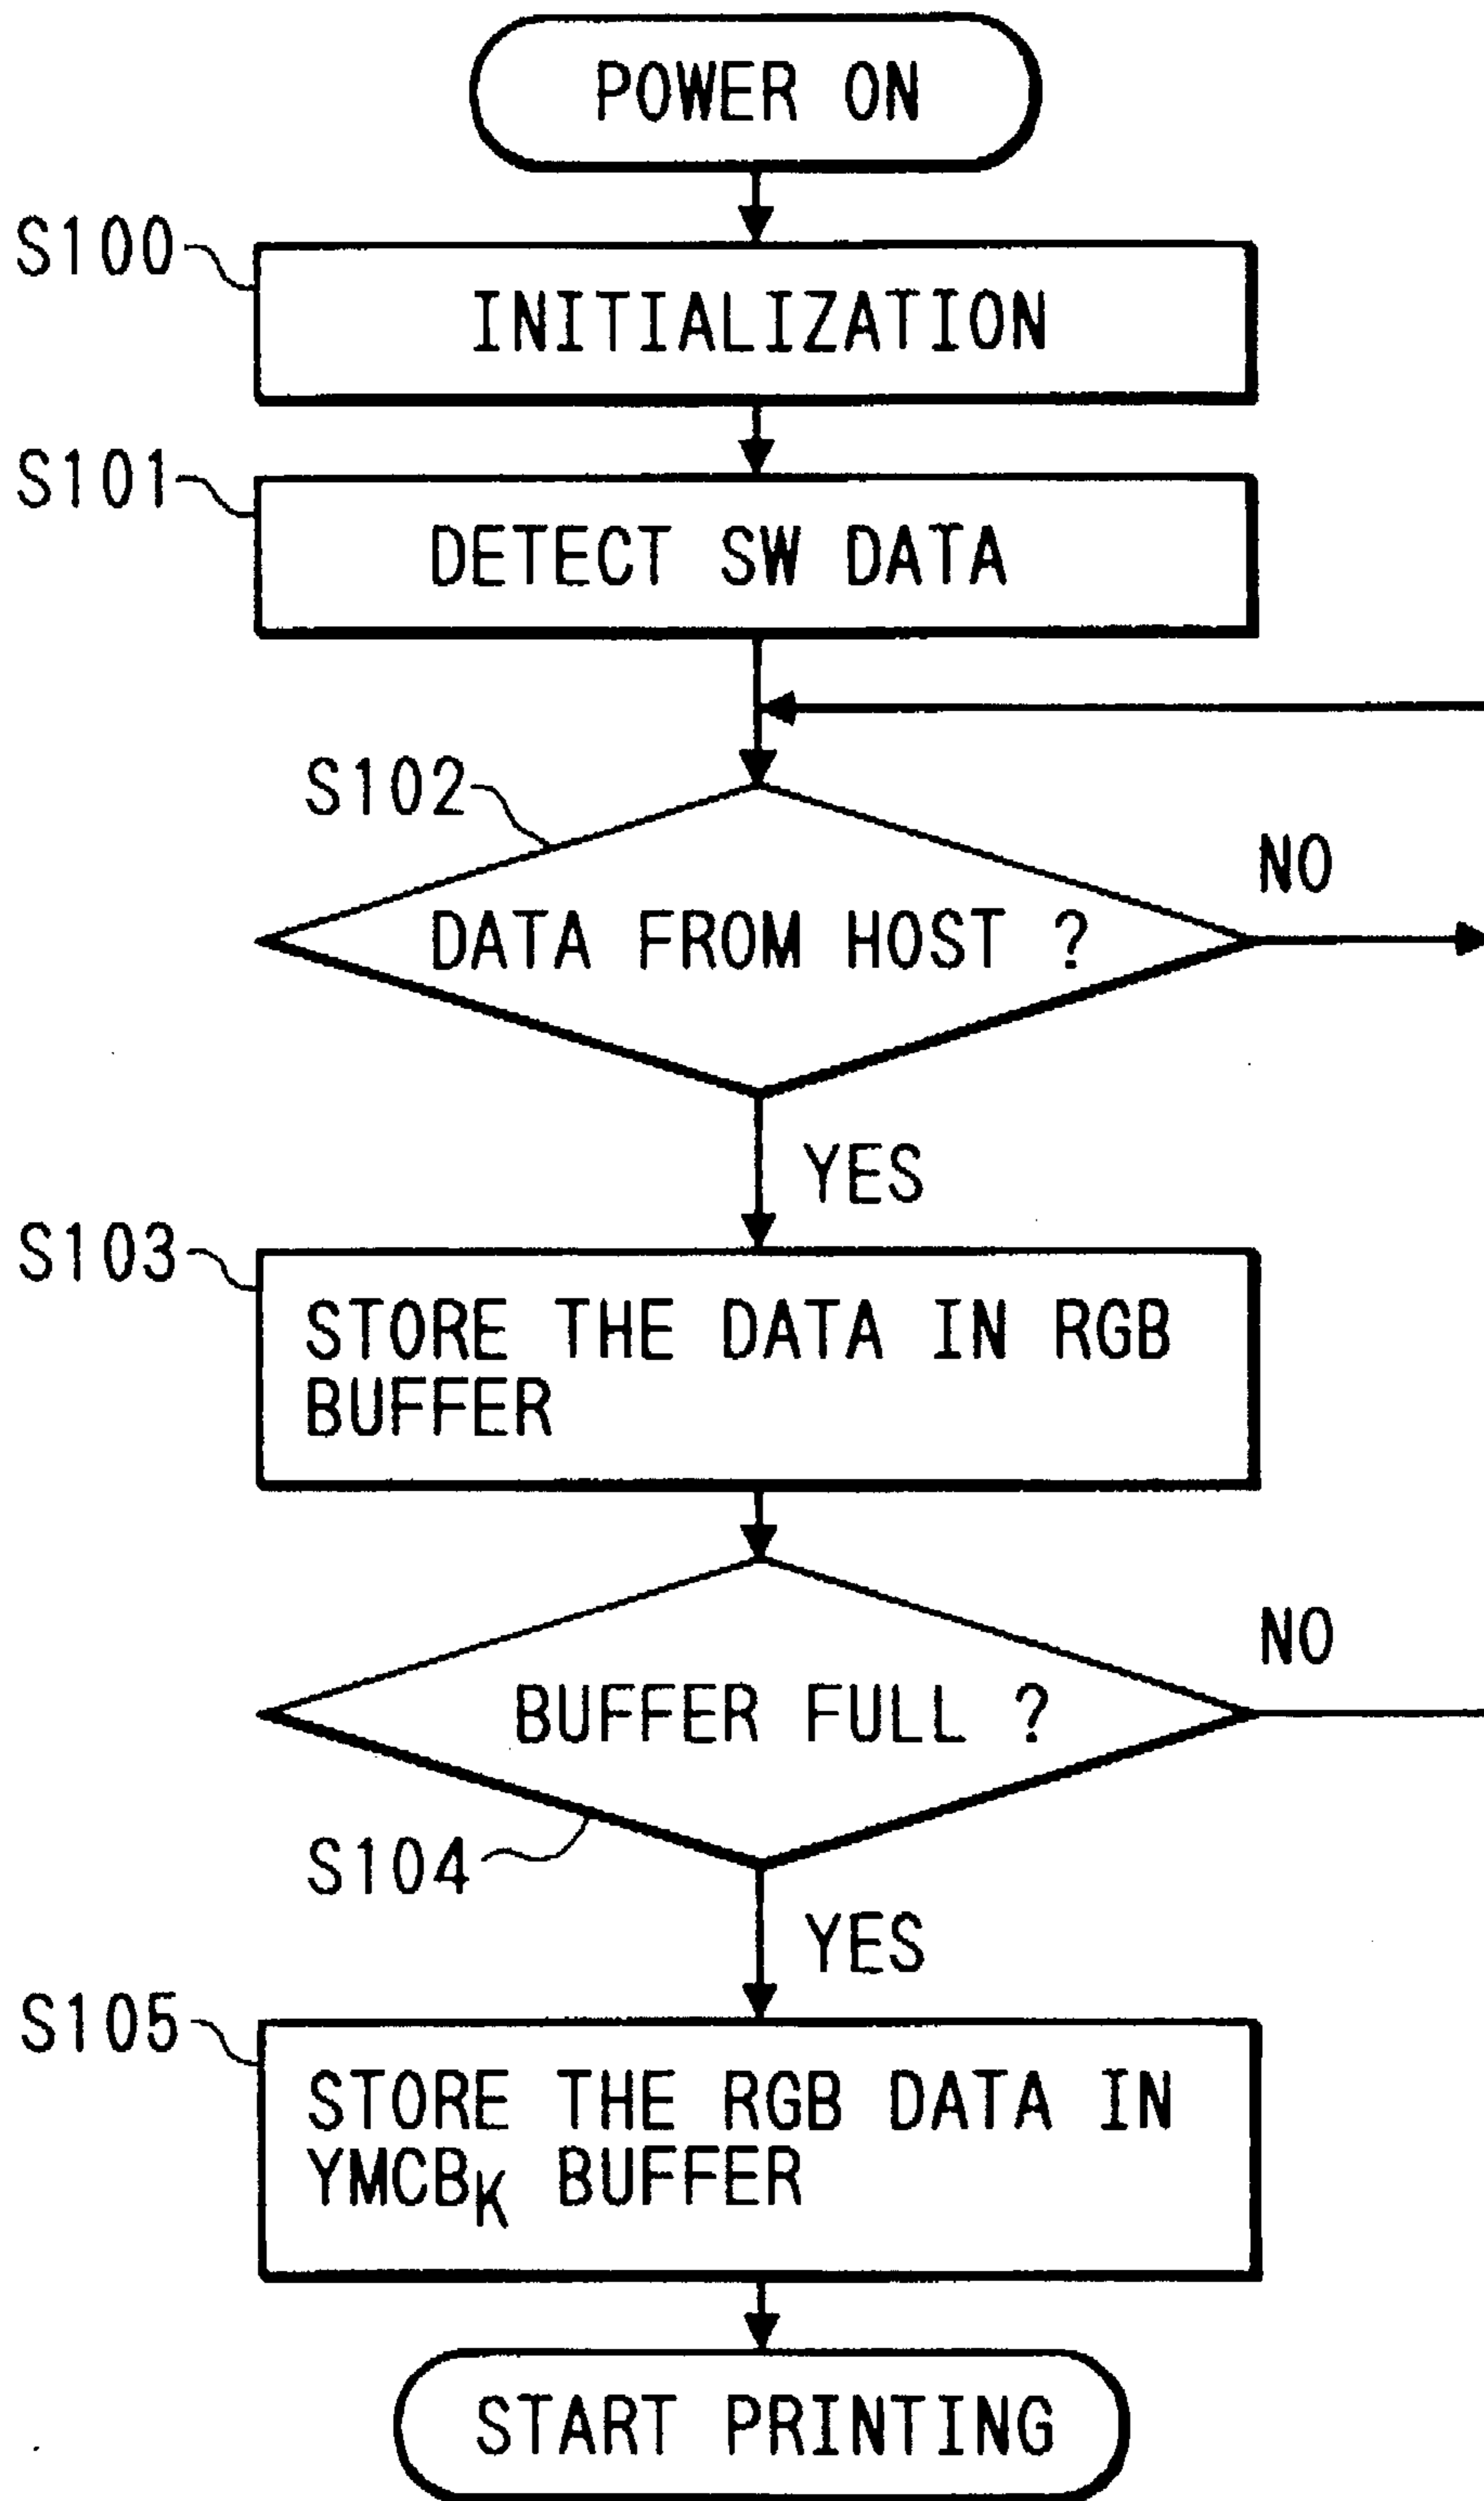 POWER ON
S100
INITIALIZATION
S101
DETECT SW DATA
S102
NO
DATA FROM HOST ?
YES
S103
STORE THE DATA IN RGB
BUFFER
NO
BUFFER FULL ?
S104
YES
S105
STORE THE RGB DATA IN
YMCBK BUFFER
START PRINTING